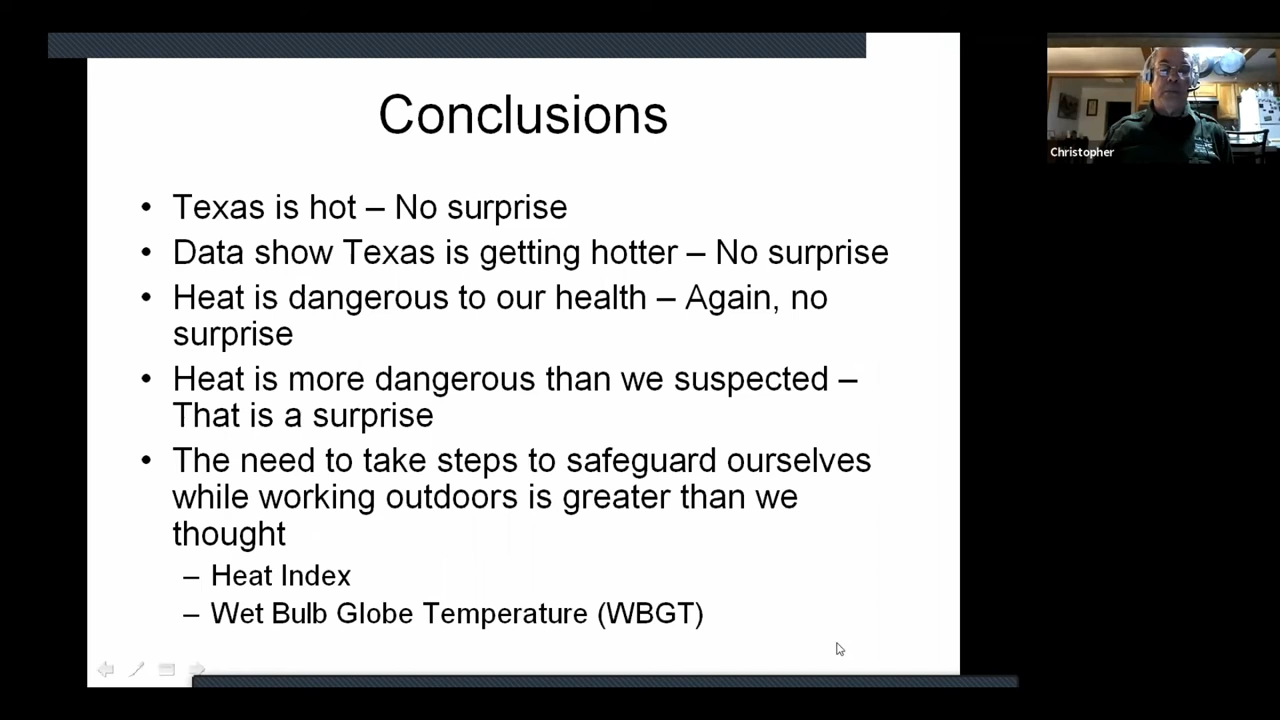 Conclusions
• Texas is hot – No surprise
• Data show Texas is getting hotter – No surprise
• Heat is dangerous to our health – Again, no
surprise
• Heat is more dangerous than we suspected –
That is a surprise
• The need to take steps to safeguard ourselves
while working outdoors is greater than we
thought
– Heat Index
– Wet Bulb Globe Temperature (WBGT)
Christopher